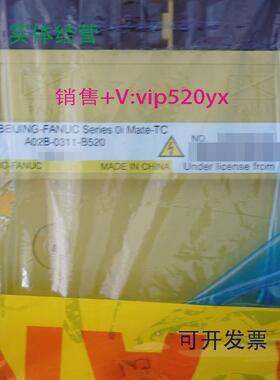 实体经营
销售+V:vip520yx
BEIJING-FANUC Series 0i Mate-TC
A02B-0311-B520
NO.
C-FANUC
MADE IN CHINA
Under license from
可开发票